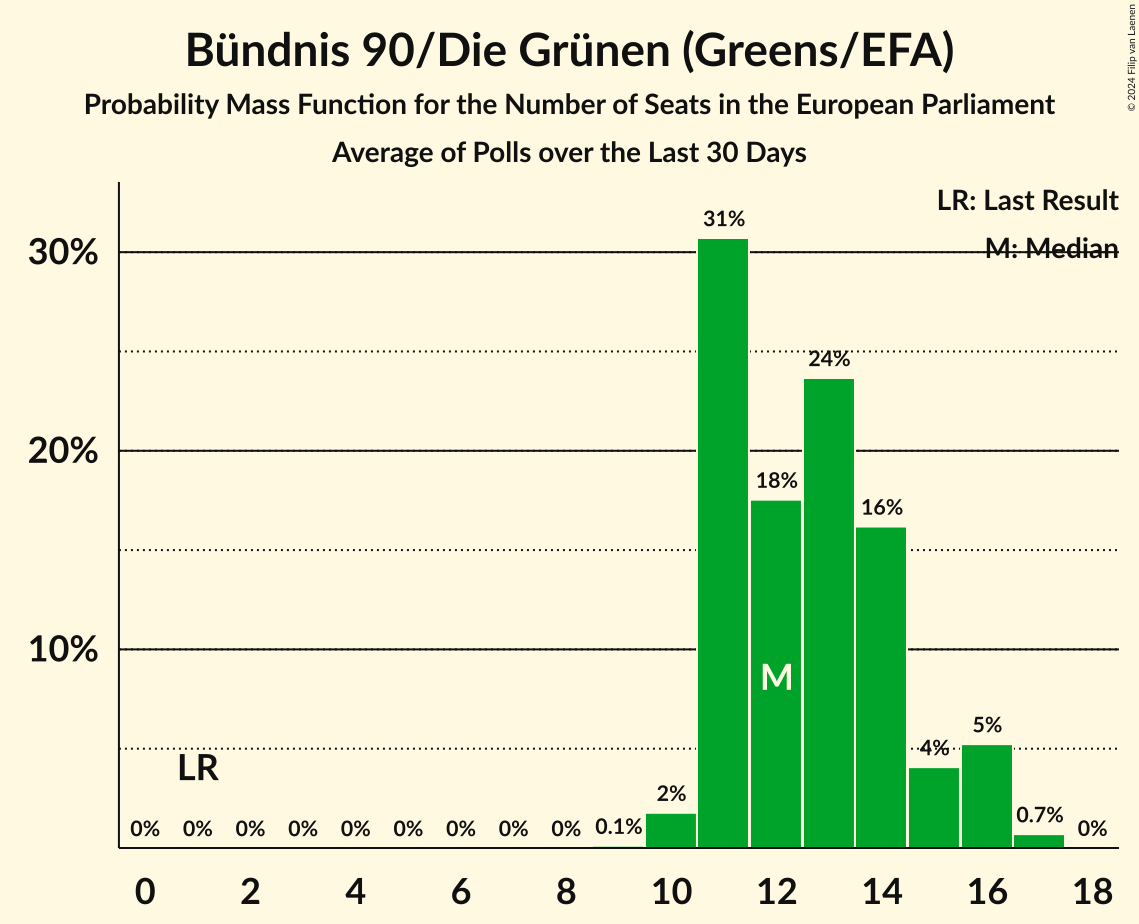 Bündnis 90/Die Grünen (Greens/EFA)
Probability Mass Function for the Number of Seats in the European Parliament
Average of Polls over the Last 30 Days
© 2024 Filip van Laenen
LR: Last Result
M: Median
30%
20%
10%
31%
24%
18%
16%
M
LR
4%
5%
2%
0.7%
0% 0% 0% 0% 0% 0% 0% 0% 0% 0.1% 0%
0 2 4 6 8 10 12 14 16 18